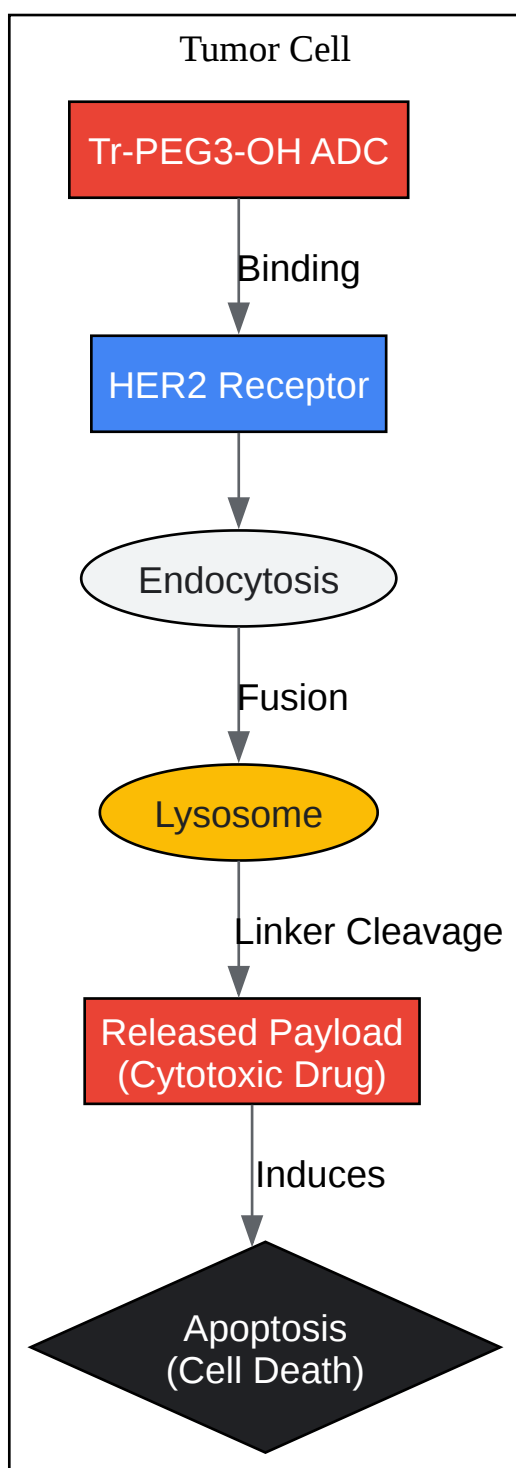 Tumor Cell
Tr-PEG3-OH ADC
Binding
HER2 Receptor
Endocytosis
Fusion
Lysosome
Linker Cleavage
Released Payload
(Cytotoxic Drug)
Induces
Apoptosis
(Cell Death)